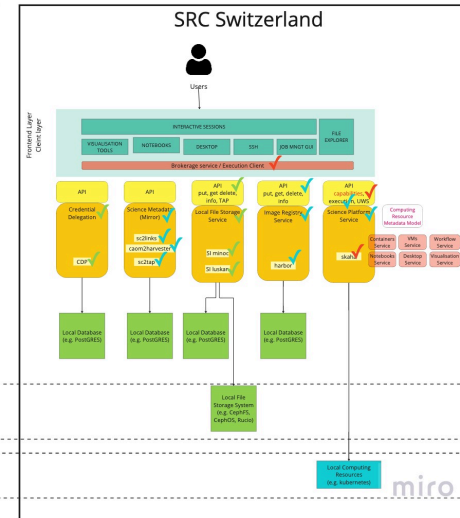 SRC Switzerland
Users
Frontend Layer
Cleint layer
INTERACTIVE SESSIONS
FILE
EXPLORER
VISUALISATION
TOOLS
NOTEBOOKS
DESKTOP
SSH
JOB MNGT GUI
Brokerage service / Execution Client
API
API
API
put, get delete,
info, TAP
API
put, get, delete,
info
API
capabilities,
execution, UWS
Credential
Delegation
CDP
Science Metadata
(Mirror)
sc2links
caom2harvester
sc2tap
Local File Storage
Service
SI minoc
SI luskan
Image Registry
Service
harbor
Science Platform
Service
skaha
Computing
Resource
Metadata Model
Containers
Service
VMs
Service
Workflow
Service
Notebooks
Service
Desktop
Service
Visualisation
Service
Local Database
(e.g. PostGRES)
Local Database
(e.g. PostGRES)
Local Database
(e.g. PostGRES)
Local Database
(e.g. PostGRES)
Local File
Storage System
(e.g. CephFS,
CephOS, Rucio)
Local Computing
Resources
(e.g. kubernetes)
miro